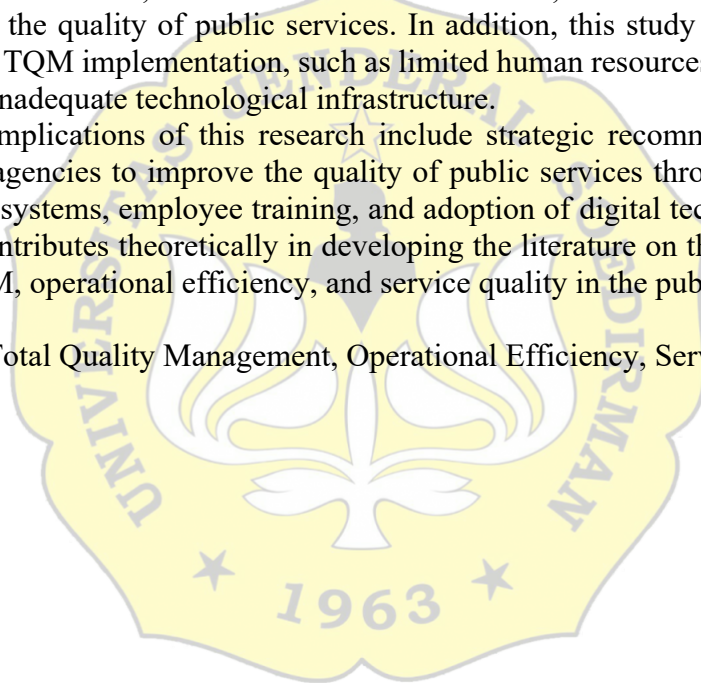 the quality of public services. In addition, this study
TQM implementation, such as limited human resources
nadequate technological infrastructure.
mplications of this research include strategic recomm
agencies to improve the quality of public services thro
systems, employee training, and adoption of digital tec
ntributes theoretically in developing the literature on th
M, operational efficiency, and service quality in the pub
otal Quality Management, Operational Efficiency, Serv
UNIVERSITAS JENDERAL SOEDIRMAN
1963